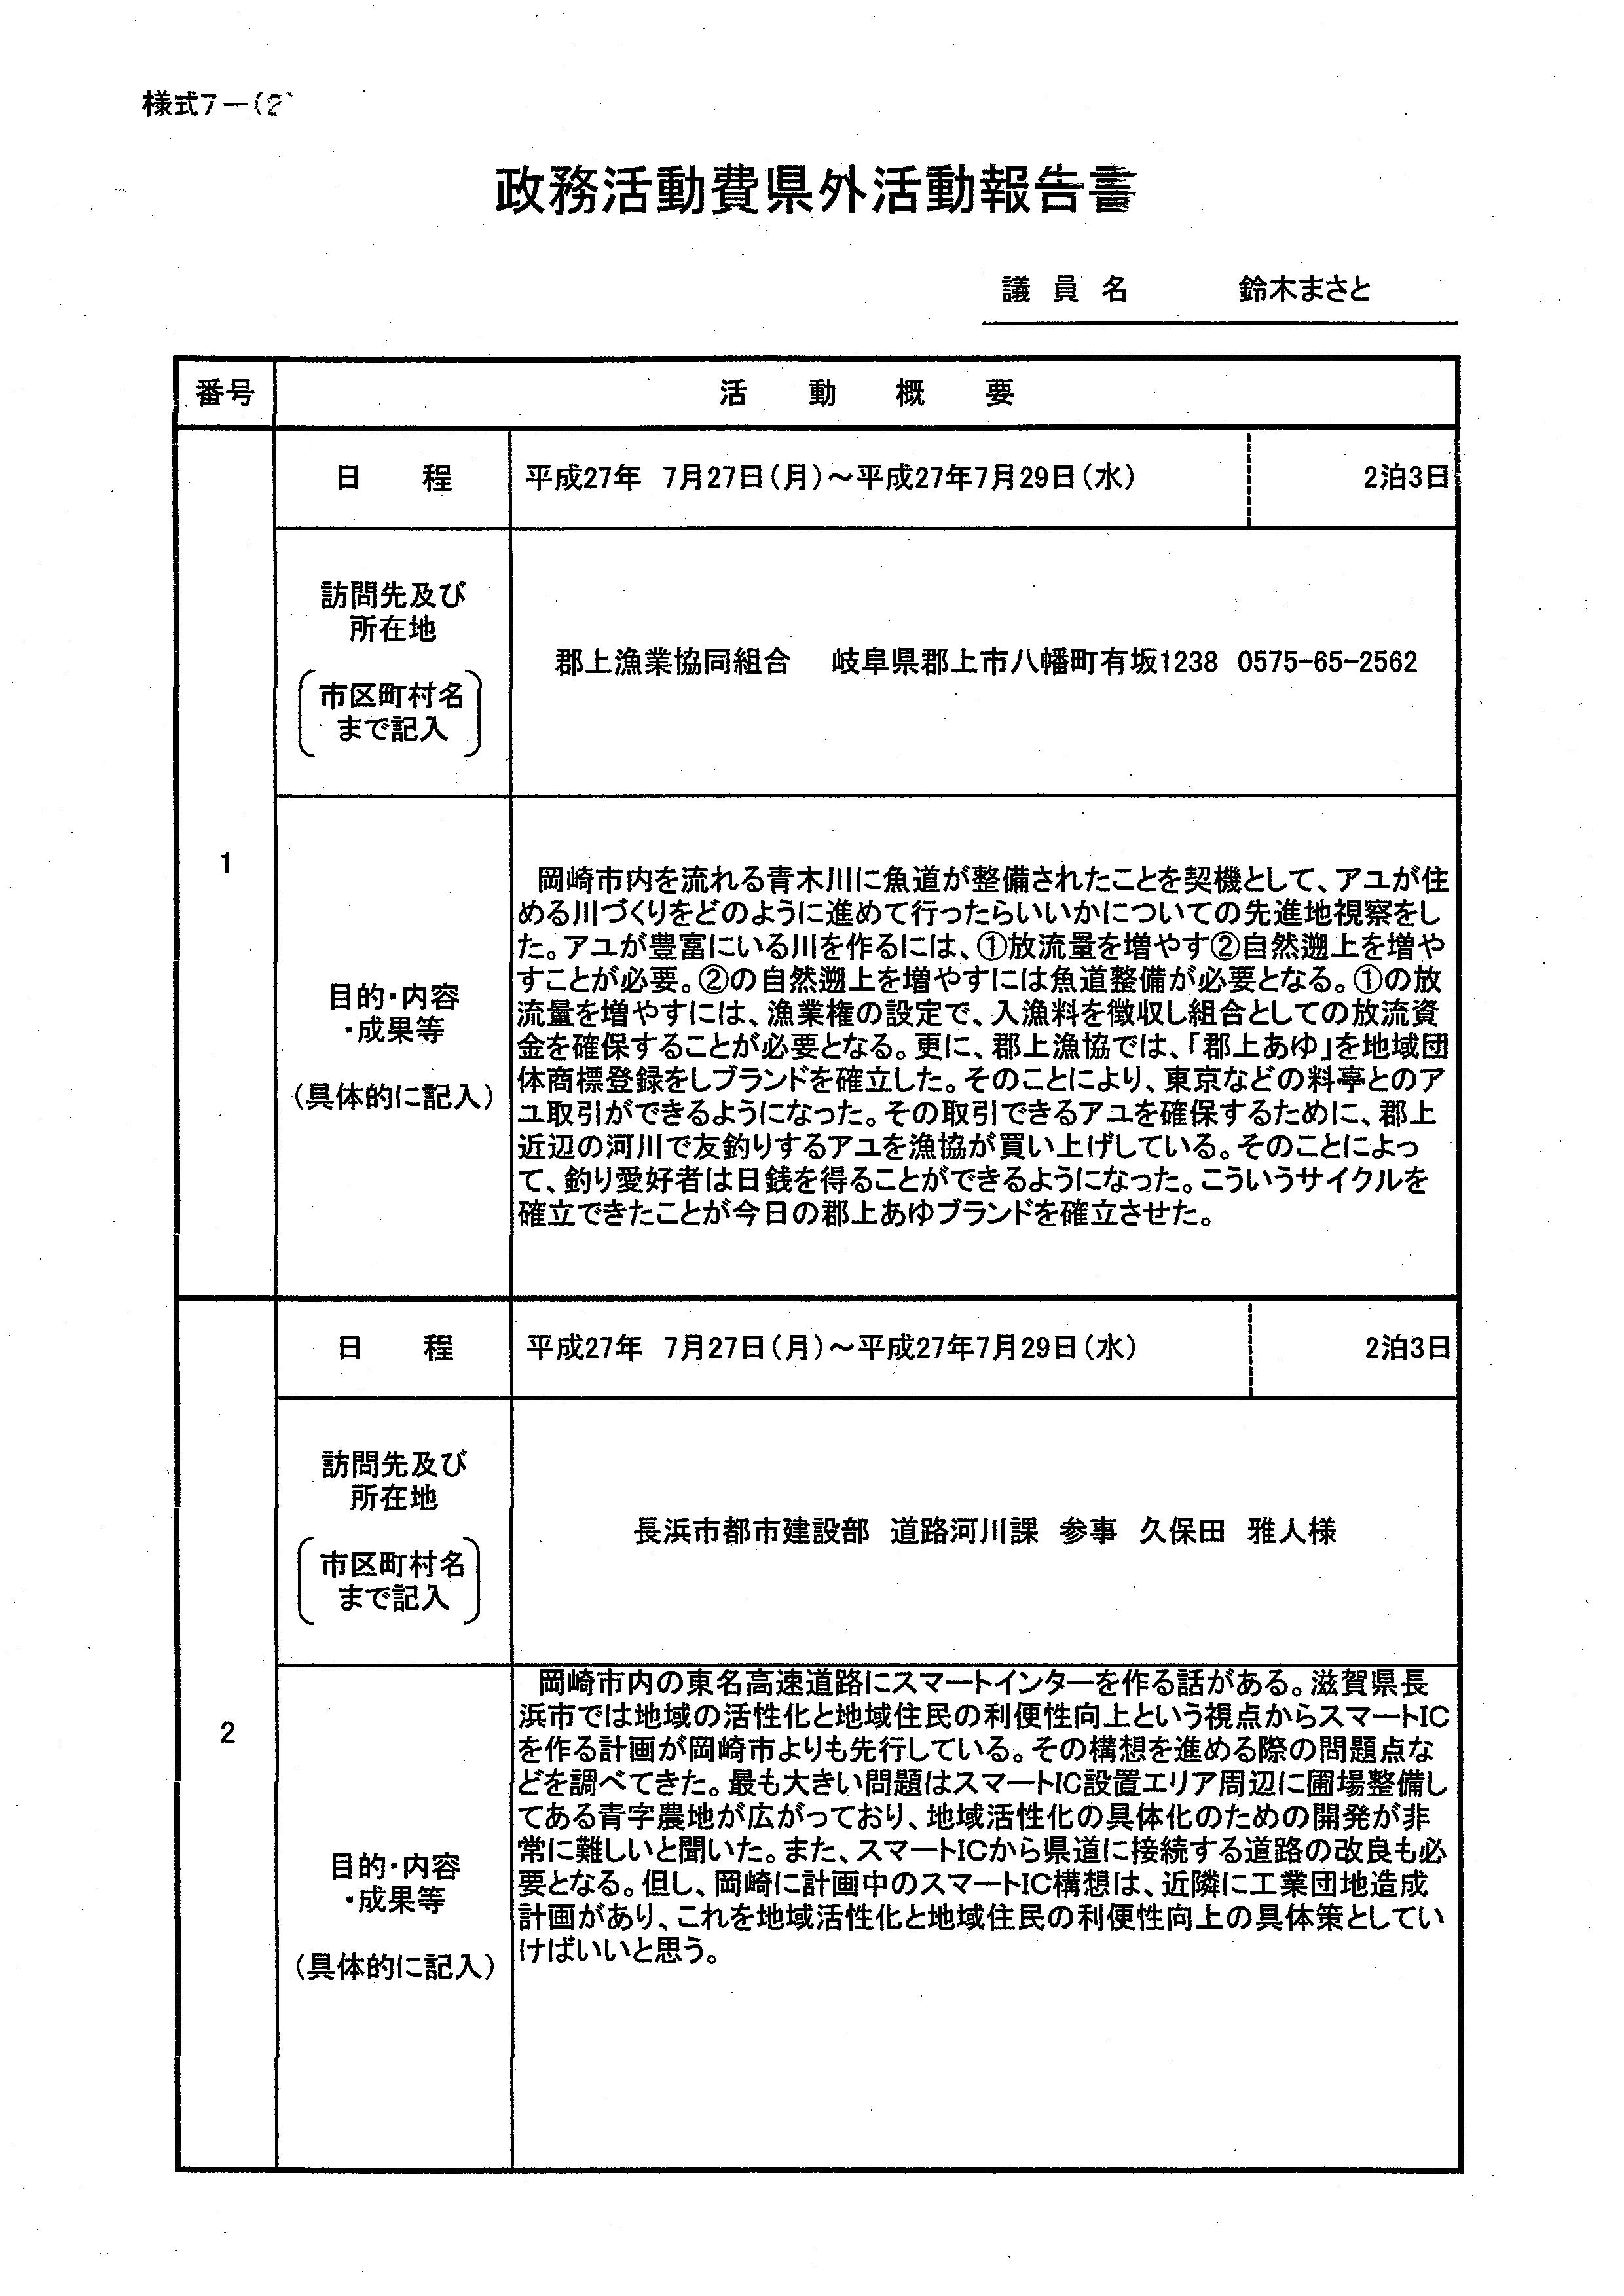 様式7－(2
政務活動費県外活動報告書
議員名　鈴木まさと
番号　活動概要
1
日程　平成27年 7月27日(月)～平成27年7月29日(水)　2泊3日
訪問先及び
所在地
市区町村名
まで記入
郡上漁業協同組合　岐阜県郡上市八幡町有坂1238 0575-65-2562
目的・内容
・成果等
(具体的に記入)
岡崎市内を流れる青木川に魚道が整備されたことを契機として、アユが住
める川づくりをどのように進めて行ったらいいかについての先進地視察をし
た。アユが豊富にいる川を作るには、①放流量を増やす②自然遡上を増や
すことが必要。②の自然遡上を増やすには魚道整備が必要となる。①の放
流量を増やすには、漁業権の設定で、入漁料を徴収し組合としての放流資
金を確保することが必要となる。更に、郡上漁協では、「郡上あゆ」を地域団
体商標登録をしブランドを確立した。そのことにより、東京などの料亭とのア
ユ取引ができるようになった。その取引できるアユを確保するために、郡上
近辺の河川で友釣りするアユを漁協が買い上げしている。そのことによっ
て、釣り愛好者は日銭を得ることができるようになった。こういうサイクルを
確立できたことが今日の郡上あゆブランドを確立させた。
2
日程　平成27年 7月27日(月)～平成27年7月29日(水)　2泊3日
訪問先及び
所在地
市区町村名
まで記入
長浜市都市建設部 道路河川課 参事 久保田 雅人様
目的・内容
・成果等
(具体的に記入)
岡崎市内の東名高速道路にスマートインターを作る話がある。滋賀県長
浜市では地域の活性化と地域住民の利便性向上という視点からスマートIC
を作る計画が岡崎市よりも先行している。その構想を進める際の問題点な
どを調べてきた。最も大きい問題はスマートIC設置エリア周辺に圃場整備し
てある青字農地が広がっており、地域活性化の具体化のための開発が非
常に難しいと聞いた。また、スマートICから県道に接続する道路の改良も必
要となる。但し、岡崎に計画中のスマートIC構想は、近隣に工業団地造成
計画があり、これを地域活性化と地域住民の利便性向上の具体策としてい
けばいいと思う。